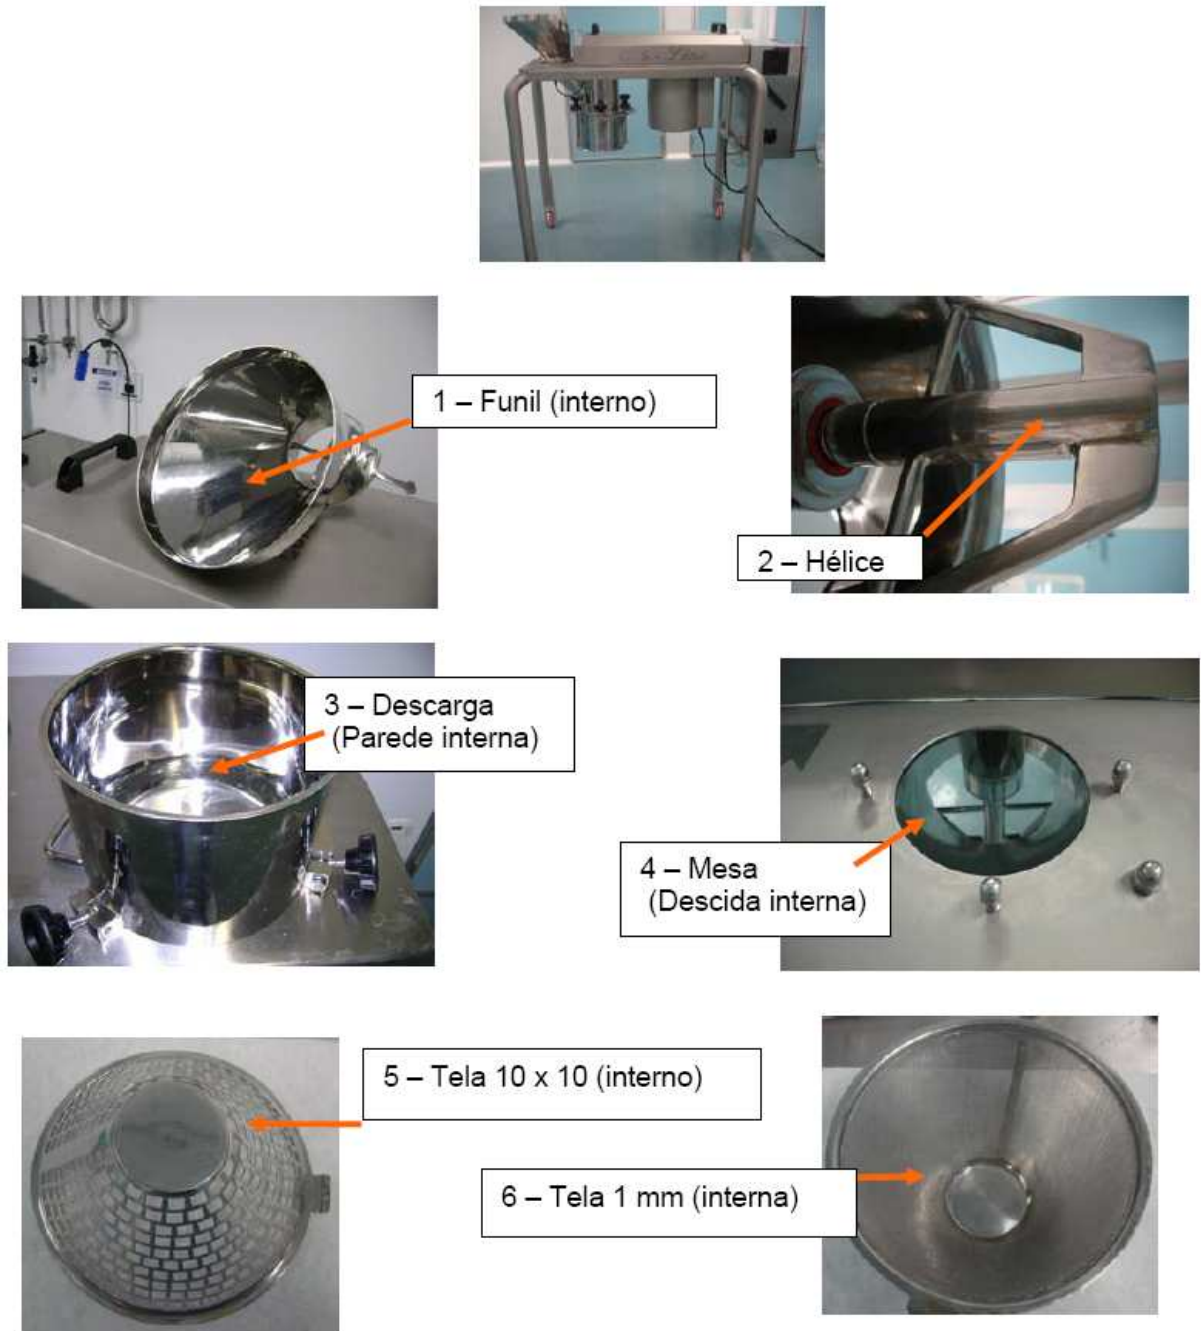 1 – Funil (interno)
2 – Hélice
3 – Descarga
(Parede interna)
4 – Mesa
(Descida interna)
5 – Tela 10 x 10 (interno)
6 – Tela 1 mm (interna)